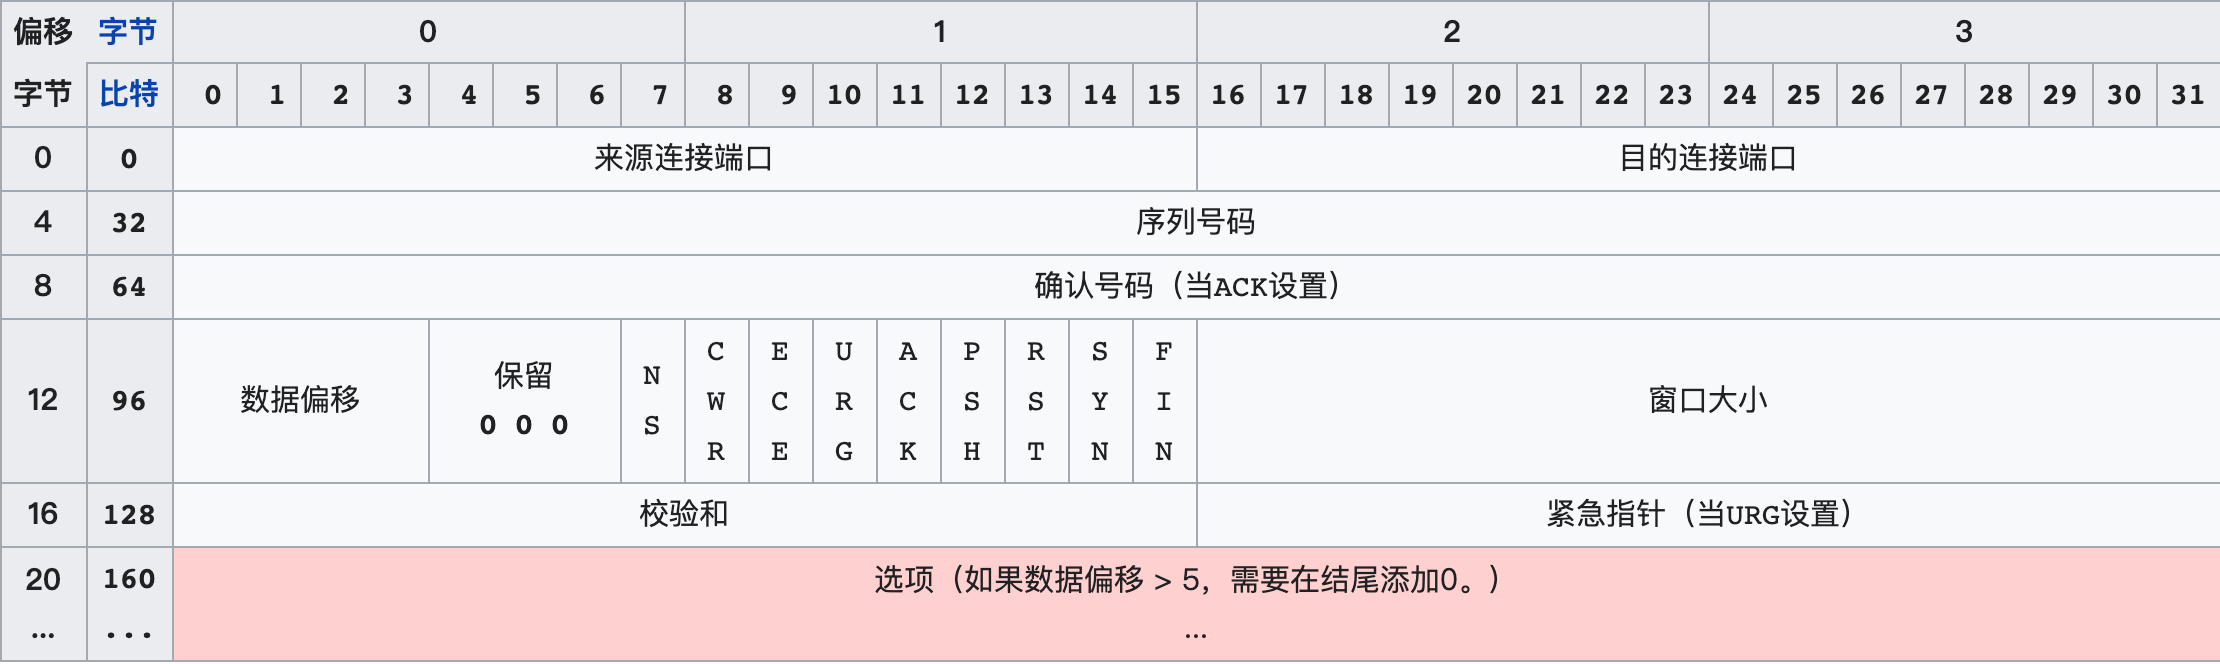 偏移 字节 0 1 2 3
字节 比特 0 1 2 3 4 5 6 7 8 9 10 11 12 13 14 15 16 17 18 19 20 21 22 23 24 25 26 27 28 29 30 31
0 0 来源连接端口 目的连接端口
4 32 序列号码
8 64 确认号码（当ACK设置）
12 96 数据偏移 保留 0 0 0 NS CWR ECE URG ACK PSH RST SYN FIN 窗口大小
16 128 校验和 紧急指针（当URG设置）
20 160 选项（如果数据偏移 > 5，需要在结尾添加0。）
... ... ...